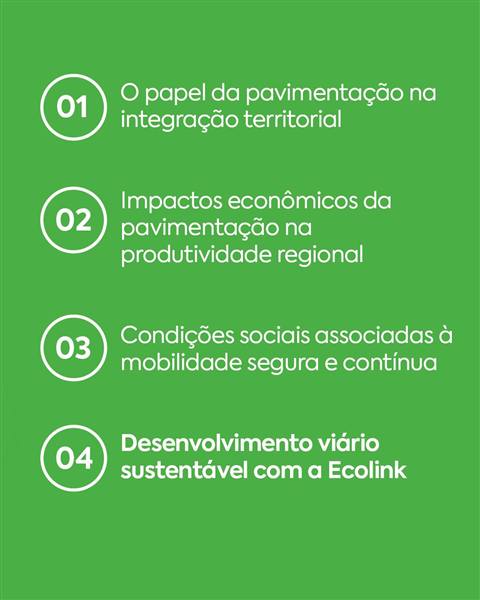 01
O papel da pavimentação na
integração territorial
02
Impactos econômicos da
pavimentação na
produtividade regional
03
Condições sociais associadas à
mobilidade segura e contínua
04
Desenvolvimento viário
sustentável com a Ecolink